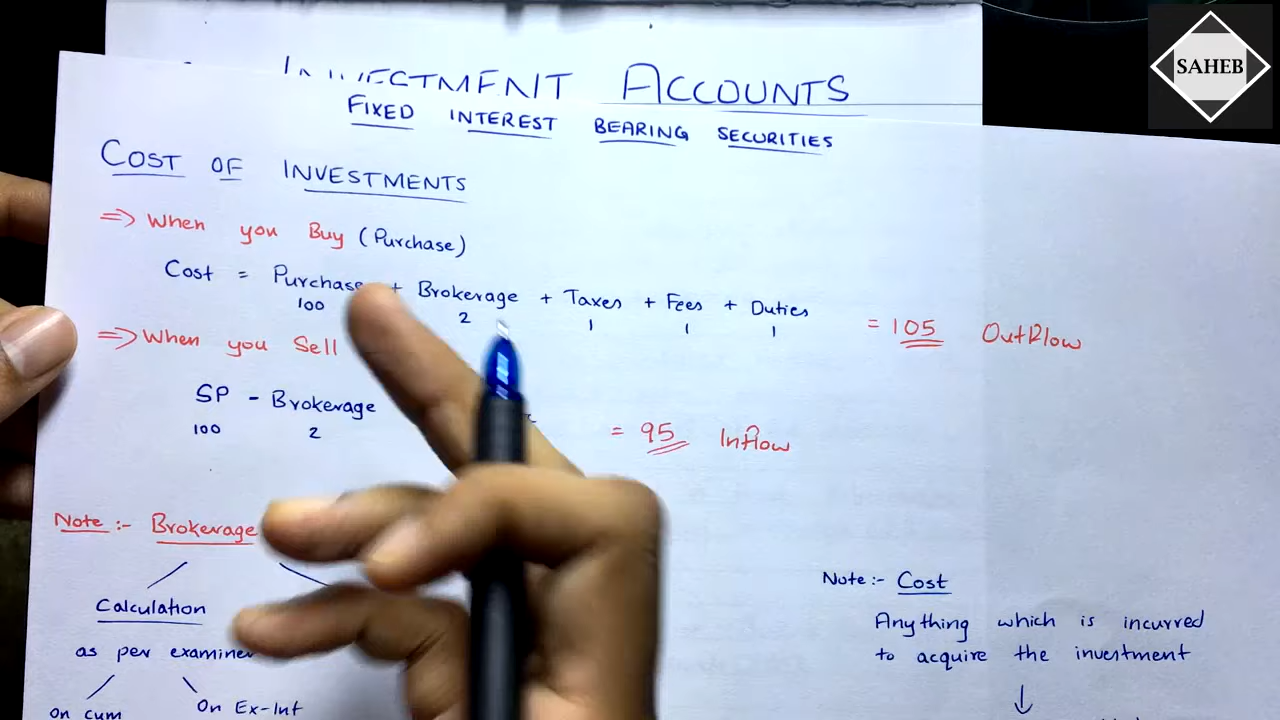 INVESTMENT ACCOUNTS
FIXED INTEREST BEARING SECURITIES
COST OF INVESTMENTS
⇒ When you Buy (Purchase)
Cost = Purchase + Brokerage + Taxes + Fees + Duties
100 2 1 1 1
= 105 Outflow
⇒ When you Sell
SP - Brokerage
100 2
= 95 Inflow
Note :- Brokerage
Calculation
as per examiner
On cum
On Ex-Int
Note :- Cost
Anything which is incurred
to acquire the investment
↓
SAHEB